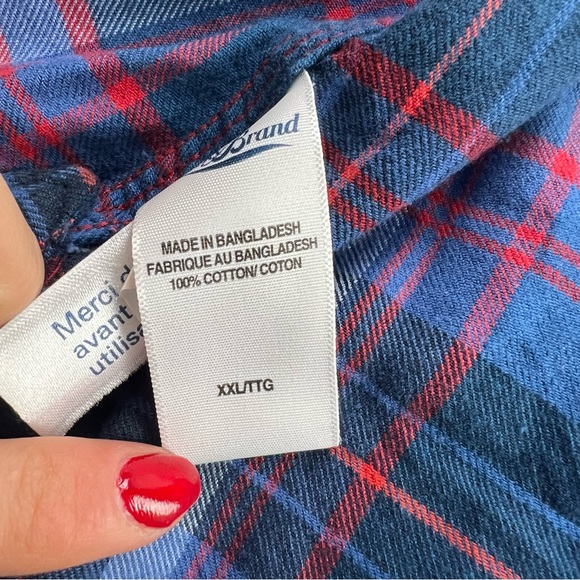 Brand
MADE IN BANGLADESH
FABRIQUE AU BANGLADESH
100% COTTON/ COTON
XXL/TTG
Merci d
avant
utilis